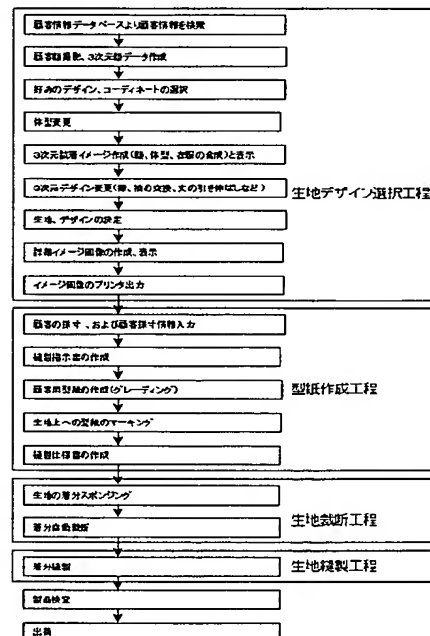 顧客情報データベースより顧客情報を検索
顧客顔撮影、3次元顔データ作成
好みのデザイン、コーディネートの選択
体型変更
3次元試着イメージ作成(顔、体型、衣服の合成)と表示
3次元デザイン変更(襟、袖の交換、丈の引き伸ばしなど)
生地デザイン選択工程
生地、デザインの決定
詳細イメージ画像の作成、表示
イメージ画像のプリンタ出力
顧客の採寸、および顧客採寸情報入力
縫製指示書の作成
顧客用型紙の作成(グレーディング)
型紙作成工程
生地上への型紙のマーキング
縫製仕様書の作成
生地の着分スポンジング
生地裁断工程
着分自動裁断
着分縫製
生地縫製工程
製品検査
出荷